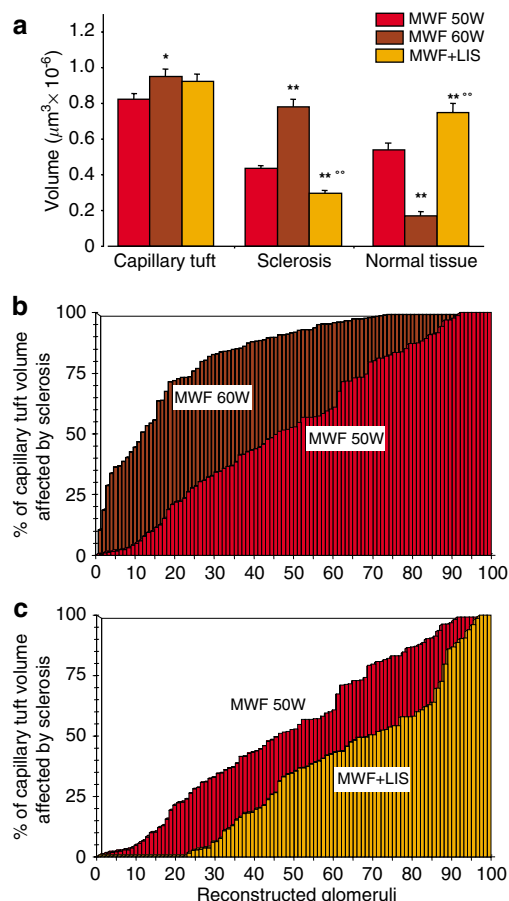 a
MWF 50W
MWF 60W
MWF+LIS
Volume (μm³× 10⁻⁶)
1.2
1.0
0.8
0.6
0.4
0.2
0
*
**
** °°
**
** °°
Capillary tuft
Sclerosis
Normal tissue
b
% of capillary tuft volume
affected by sclerosis
100
75
50
25
0
MWF 60W
MWF 50W
0 10 20 30 40 50 60 70 80 90 100
c
% of capillary tuft volume
affected by sclerosis
100
75
50
25
0
MWF 50W
MWF+LIS
0 10 20 30 40 50 60 70 80 90 100
Reconstructed glomeruli